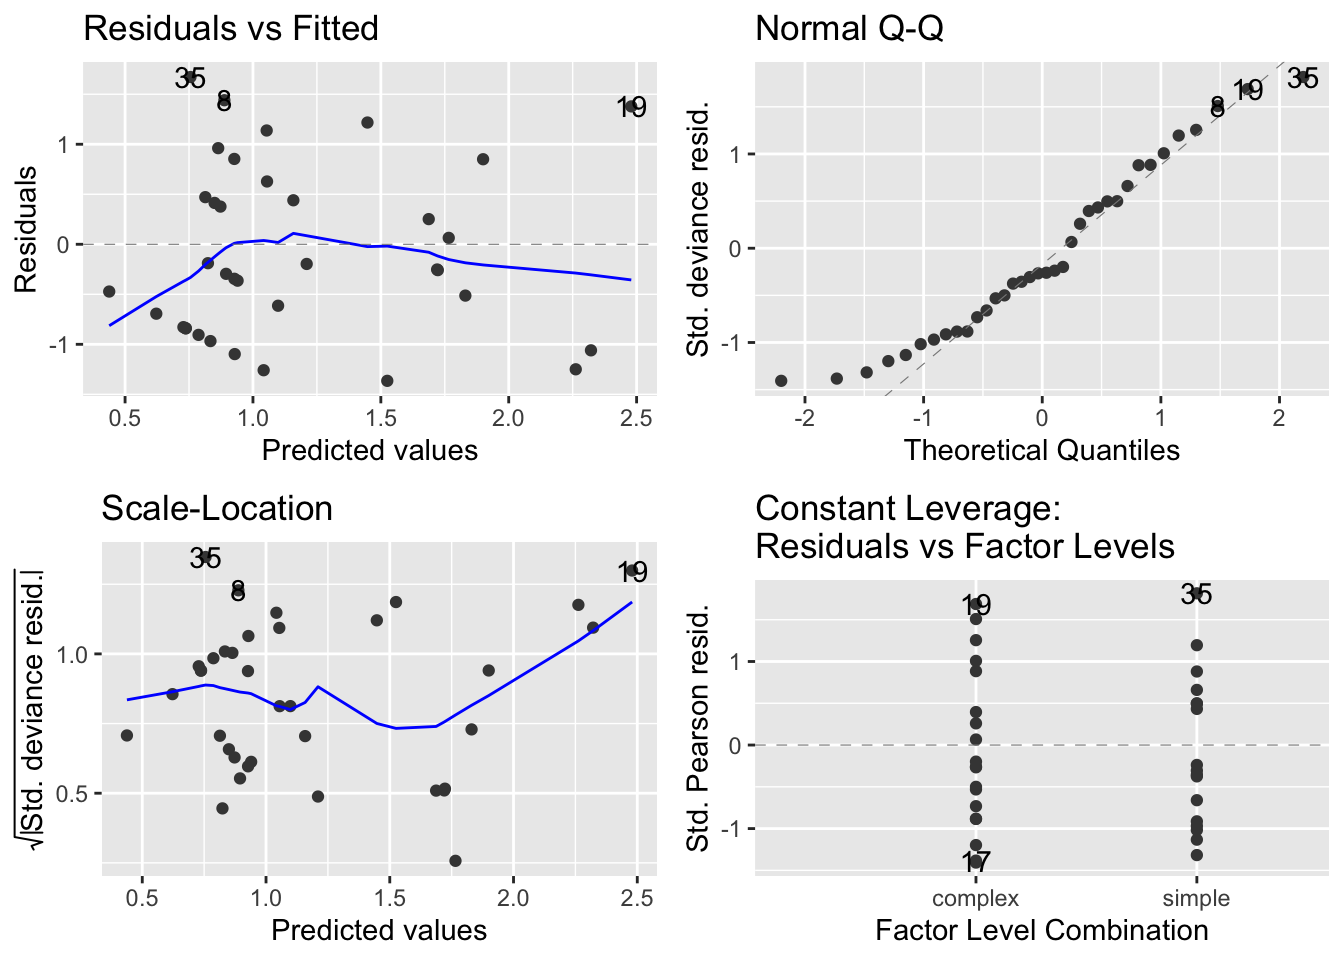 Residuals vs Fitted
35
8
19
1
0
-1
Residuals
0.5 1.0 1.5 2.0 2.5
Predicted values
Normal Q-Q
8 19 35
1
0
-1
Std. deviance resid.
-2 -1 0 1 2
Theoretical Quantiles
Scale-Location
35
8
19
1.0
0.5
√|Std. deviance resid.|
0.5 1.0 1.5 2.0 2.5
Predicted values
Constant Leverage:
Residuals vs Factor Levels
19
35
17
1
0
-1
Std. Pearson resid.
complex simple
Factor Level Combination